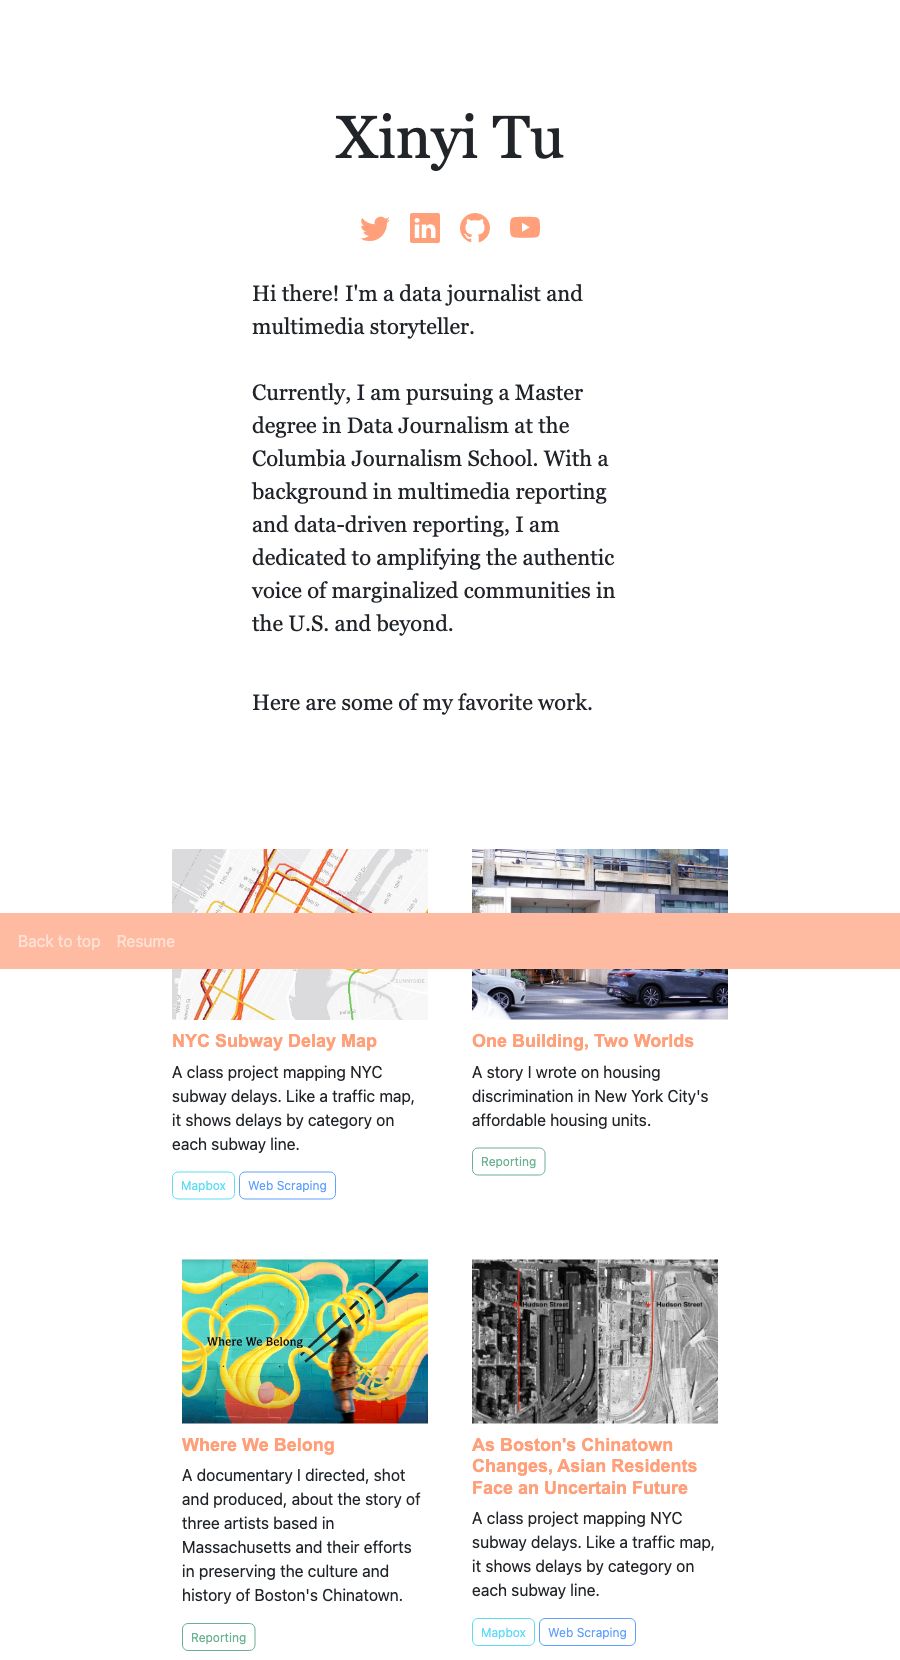 Xinyi Tu
Hi there! I'm a data journalist and
multimedia storyteller.
Currently, I am pursuing a Master
degree in Data Journalism at the
Columbia Journalism School. With a
background in multimedia reporting
and data-driven reporting, I am
dedicated to amplifying the authentic
voice of marginalized communities in
the U.S. and beyond.
Here are some of my favorite work.
Back to top Resume
SUNNYSIDE
NYC Subway Delay Map
A class project mapping NYC
subway delays. Like a traffic map,
it shows delays by category on
each subway line.
Mapbox Web Scraping
One Building, Two Worlds
A story I wrote on housing
discrimination in New York City's
affordable housing units.
Reporting
Where We Belong
Where We Belong
A documentary I directed, shot
and produced, about the story of
three artists based in
Massachusetts and their efforts
in preserving the culture and
history of Boston's Chinatown.
Reporting
Hudson Street Hudson Street
As Boston's Chinatown
Changes, Asian Residents
Face an Uncertain Future
A class project mapping NYC
subway delays. Like a traffic map,
it shows delays by category on
each subway line.
Mapbox Web Scraping